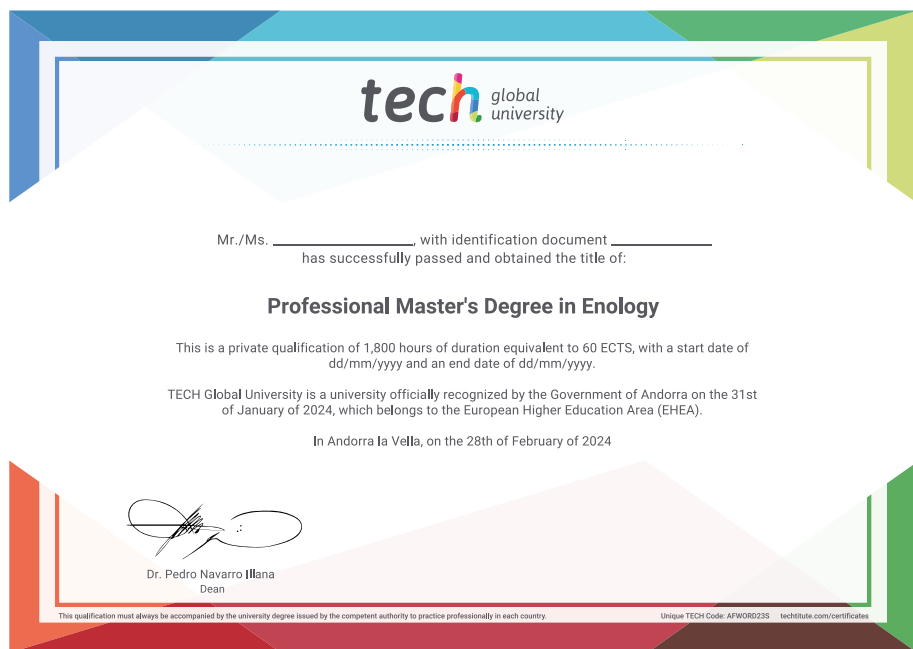 tech global university
Mr./Ms. ____________________, with identification document ______________
has successfully passed and obtained the title of:
Professional Master's Degree in Enology
This is a private qualification of 1,800 hours of duration equivalent to 60 ECTS, with a start date of
dd/mm/yyyy and an end date of dd/mm/yyyy.
TECH Global University is a university officially recognized by the Government of Andorra on the 31st
of January of 2024, which belongs to the European Higher Education Area (EHEA).
In Andorra la Vella, on the 28th of February of 2024
Dr. Pedro Navarro Illana
Dean
This qualification must always be accompanied by the university degree issued by the competent authority to practice professionally in each country.
Unique TECH Code: AFWORD23S techtitute.com/certificates